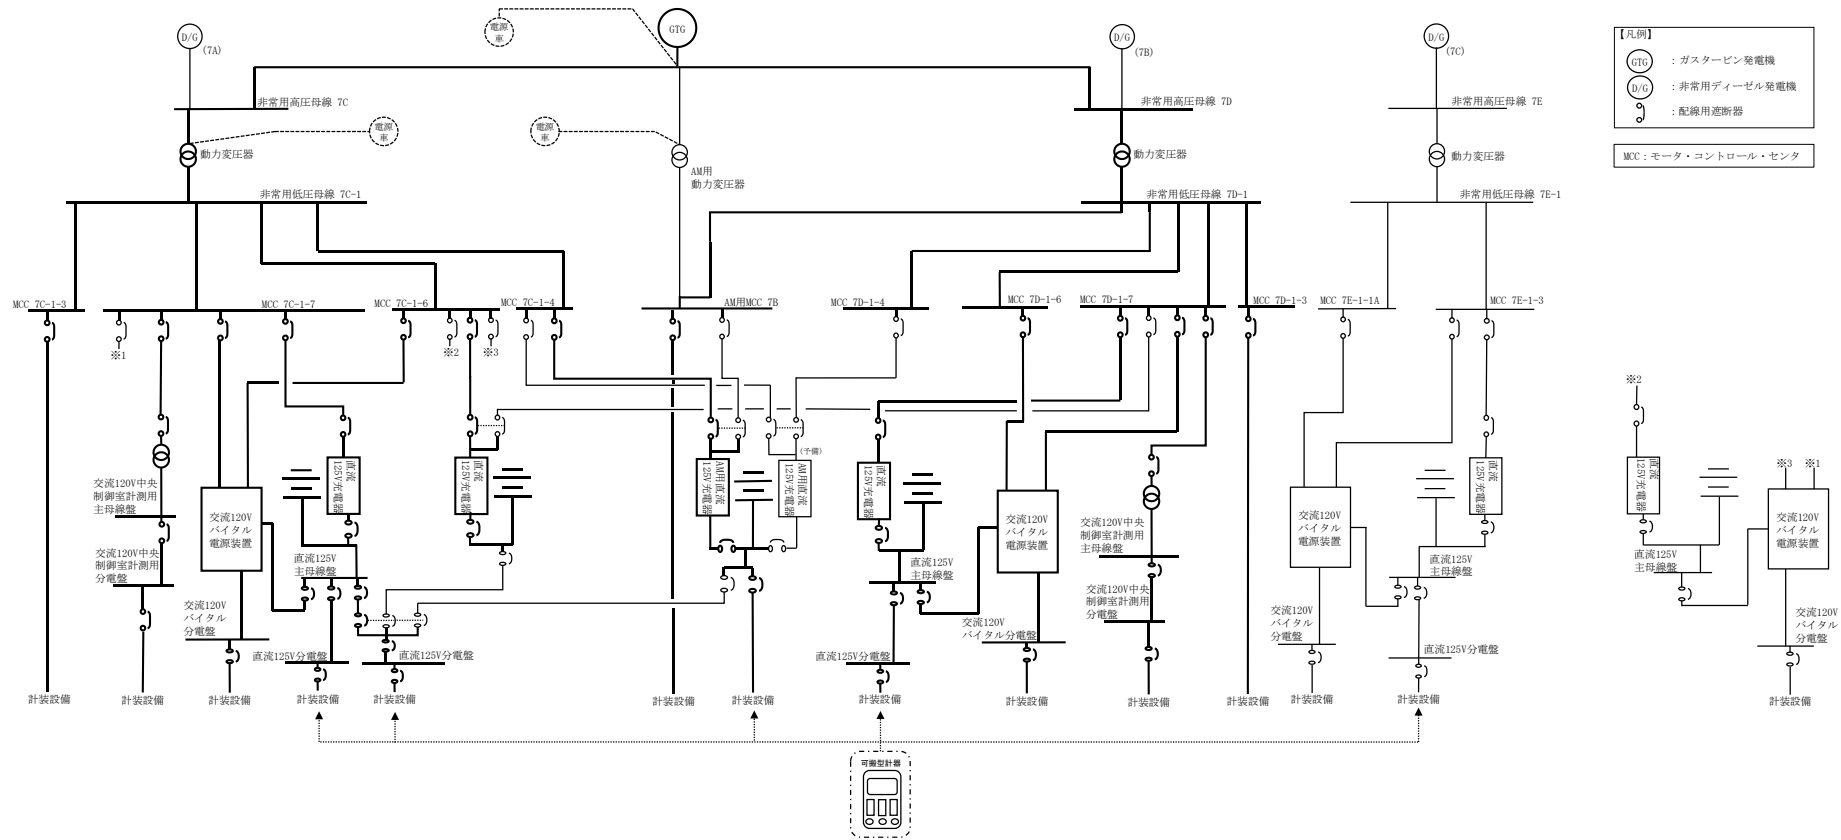 電源
車
GTG
D/G
(7A)
D/G
(7B)
D/G
(7C)
【凡例】
GTG
：ガスタービン発電機
D/G
：非常用ディーゼル発電機
：配線用遮断器
MCC：モータ・コントロール・センタ
非常用高圧母線 7C
非常用高圧母線 7D
非常用高圧母線 7E
電源
車
電源
車
動力変圧器
AM用
動力変圧器
動力変圧器
動力変圧器
非常用低圧母線 7C-1
非常用低圧母線 7D-1
非常用低圧母線 7E-1
MCC 7C-1-3
MCC 7C-1-7
MCC 7C-1-6
MCC 7C-1-4
AM用MCC 7B
MCC 7D-1-4
MCC 7D-1-6
MCC 7D-1-7
MCC 7D-1-3
MCC 7E-1-1A
MCC 7E-1-3
※1
※2
※3
※2
※3
※1
(予備)
直流
125V充電器
直流
125V充電器
AM用直流
125V充電器
AM用直流
125V充電器
直流
125V充電器
直流
125V充電器
直流
125V充電器
交流120V中央
制御室計測用
主母線盤
交流120V
バイタル
電源装置
交流120V
バイタル
電源装置
交流120V中央
制御室計測用
主母線盤
交流120V
バイタル
電源装置
交流120V
バイタル
電源装置
交流120V中央
制御室計測用
分電盤
直流125V
主母線盤
直流125V
主母線盤
交流120V中央
制御室計測用
分電盤
直流125V
主母線盤
直流125V
主母線盤
交流120V
バイタル
分電盤
直流125V分電盤
直流125V分電盤
直流125V分電盤
交流120V
バイタル分電盤
交流120V
バイタル
分電盤
直流125V分電盤
交流120V
バイタル
分電盤
計装設備
計装設備
計装設備
計装設備
計装設備
計装設備
計装設備
計装設備
計装設備
計装設備
計装設備
計装設備
計装設備
計装設備
可搬型計器